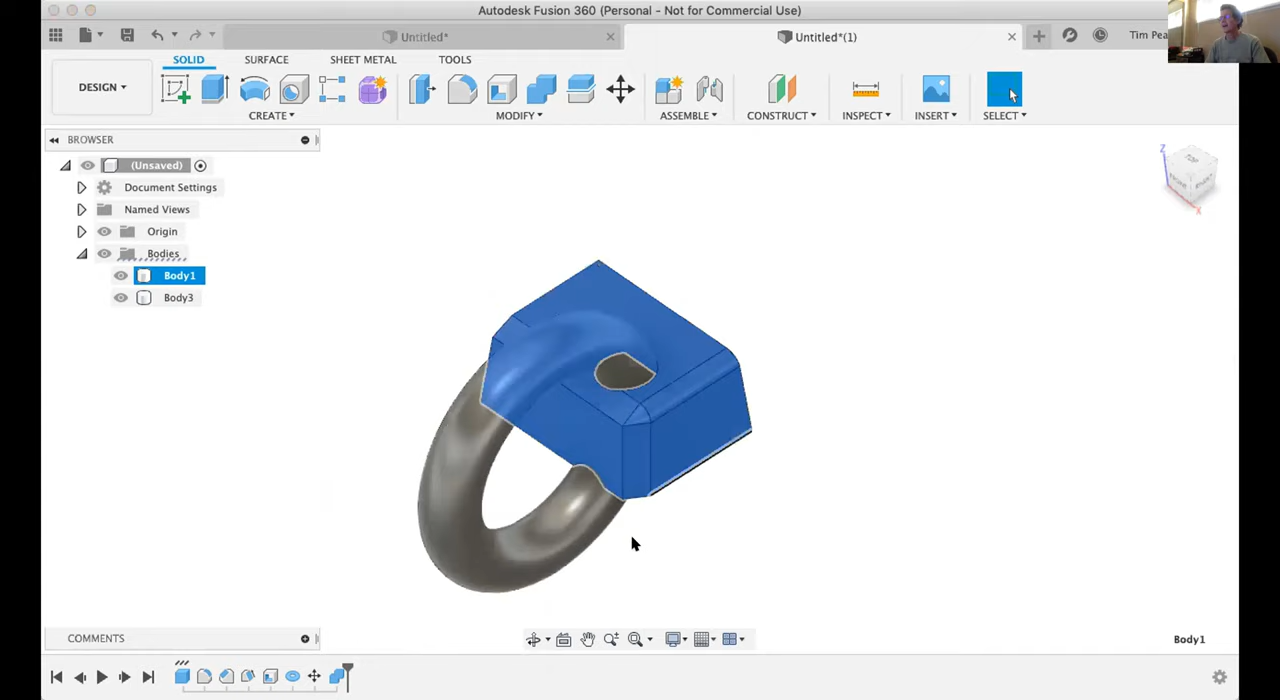 Autodesk Fusion 360 (Personal - Not for Commercial Use)
Untitled*
Untitled*(1)
Tim Pea
SOLID
SURFACE
SHEET METAL
TOOLS
DESIGN
CREATE
MODIFY
ASSEMBLE
CONSTRUCT
INSPECT
INSERT
SELECT
BROWSER
(Unsaved)
Document Settings
Named Views
Origin
Bodies
Body1
Body3
Z
TOP
X
COMMENTS
Body1